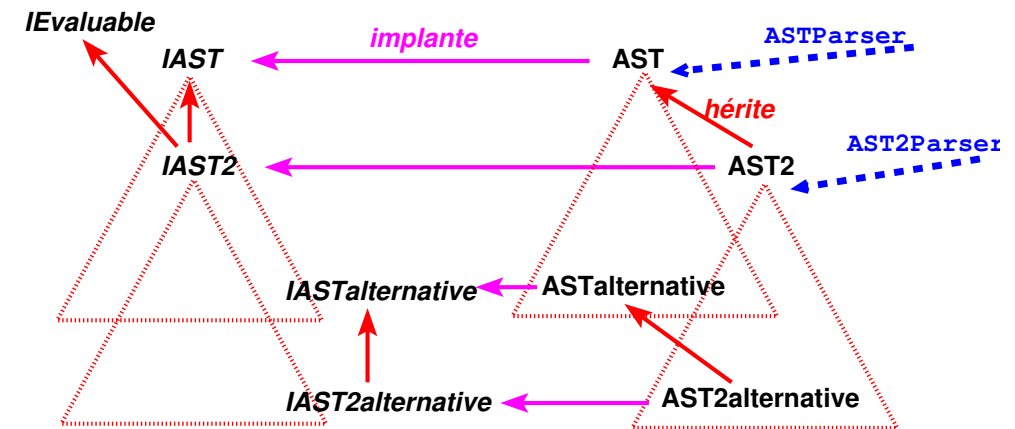 IEvaluable
IAST
implante
AST
ASTParser
hérite
IAST2
AST2
AST2Parser
IASTalternative
ASTalternative
IAST2alternative
AST2alternative